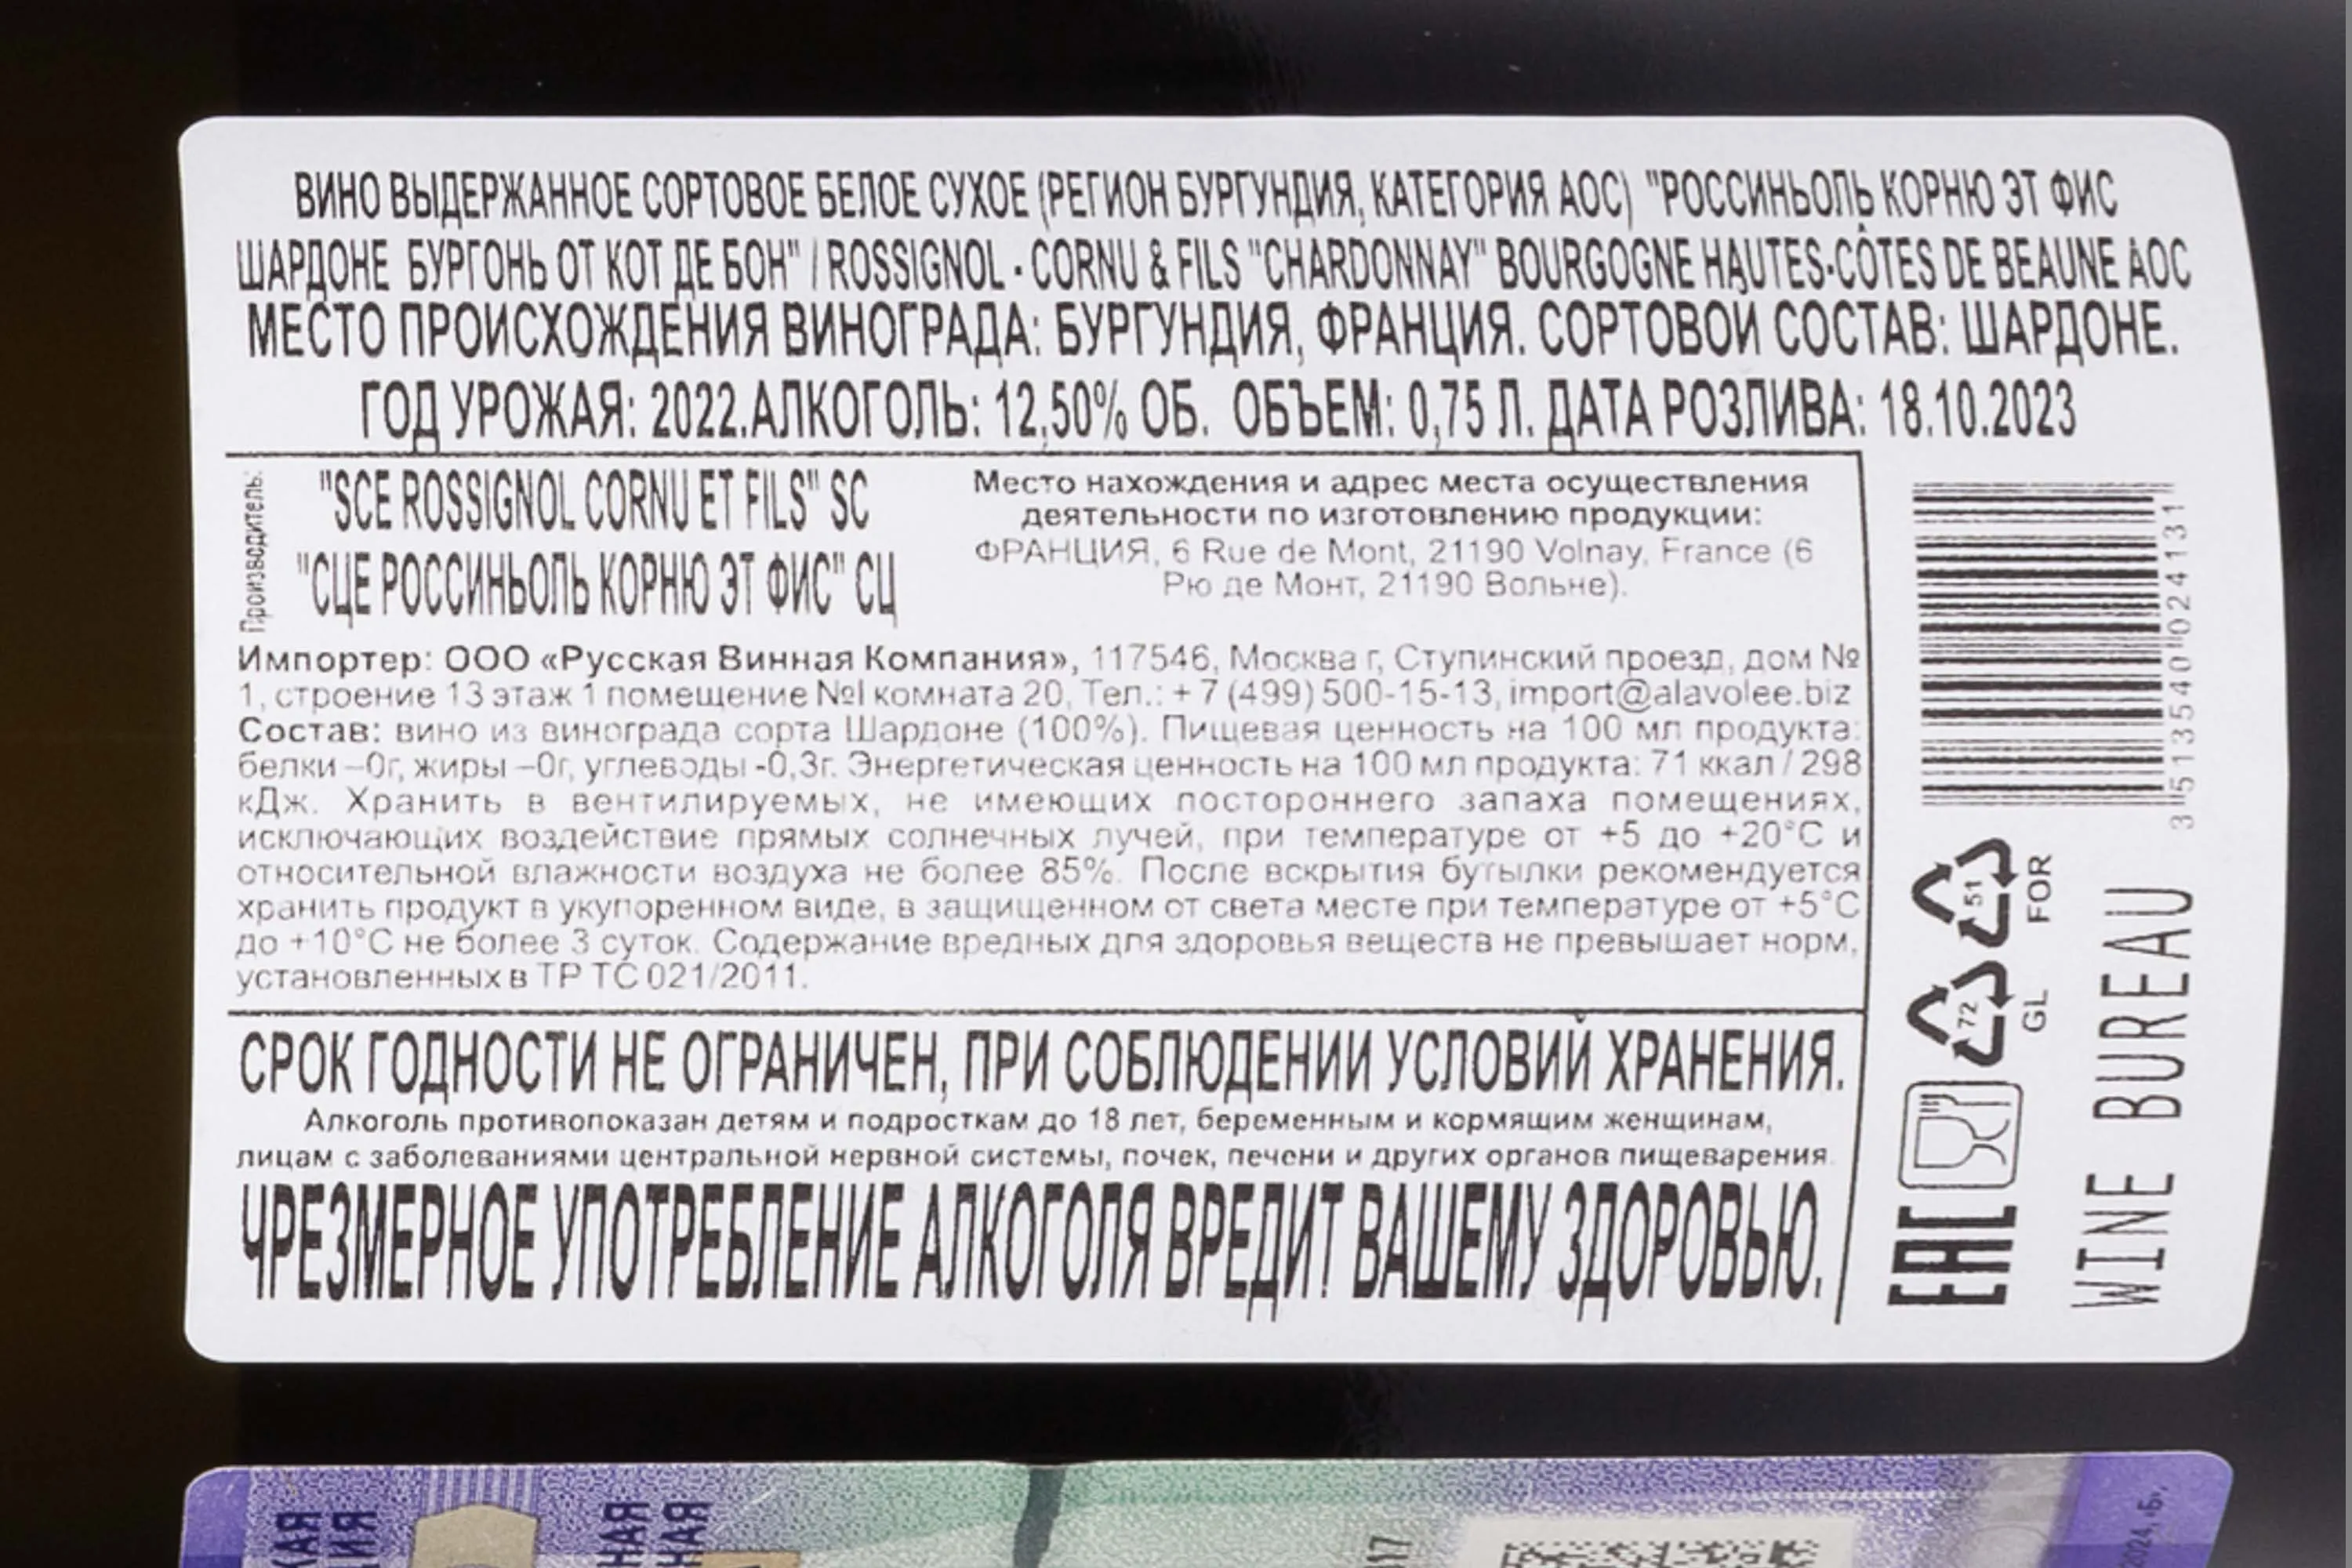 ВИНО ВЫДЕРЖАННОЕ СОРТОВОЕ БЕЛОЕ СУХОЕ (РЕГИОН БУРГУНДИЯ, КАТЕГОРИЯ АОС) "РОССИНЬОЛЬ КОРНЮ ЭТ ФИС
ШАРДОНЕ БУРГОНЬ ОТ КОТ ДЕ БОН" / ROSSIGNOL - CORNU & FILS "CHARDONNAY" BOURGOGNE HAUTES-CÔTES DE BEAUNE AOC
МЕСТО ПРОИСХОЖДЕНИЯ ВИНОГРАДА: БУРГУНДИЯ, ФРАНЦИЯ. СОРТОВОЙ СОСТАВ: ШАРДОНЕ.
ГОД УРОЖАЯ: 2022.АЛКОГОЛЬ: 12,50% ОБ. ОБЪЕМ: 0,75 Л. ДАТА РОЗЛИВА: 18.10.2023
Производитель:
"SCE ROSSIGNOL CORNU ET FILS" SC
"СЦЕ РОССИНЬОЛЬ КОРНЮ ЭТ ФИС" СЦ
Место нахождения и адрес места осуществления
деятельности по изготовлению продукции:
ФРАНЦИЯ, 6 Rue de Mont, 21190 Volnay, France (6
Рю де Монт, 21190 Вольне).
Импортер: ООО «Русская Винная Компания», 117546, Москва г, Ступинский проезд, дом №
1, строение 13 этаж 1 помещение №I комната 20, Тел.: + 7 (499) 500-15-13, import@alavolee.biz
Состав: вино из винограда сорта Шардоне (100%). Пищевая ценность на 100 мл продукта:
белки –0г, жиры –0г, углеводы -0,3г. Энергетическая ценность на 100 мл продукта: 71 ккал / 298
кДж. Хранить в вентилируемых, не имеющих постороннего запаха помещениях,
исключающих воздействие прямых солнечных лучей, при температуре от +5 до +20°С и
относительной влажности воздуха не более 85%. После вскрытия бутылки рекомендуется
хранить продукт в укупоренном виде, в защищенном от света месте при температуре от +5°С
до +10°С не более 3 суток. Содержание вредных для здоровья веществ не превышает норм,
установленных в ТР ТС 021/2011.
СРОК ГОДНОСТИ НЕ ОГРАНИЧЕН, ПРИ СОБЛЮДЕНИИ УСЛОВИЙ ХРАНЕНИЯ.
Алкоголь противопоказан детям и подросткам до 18 лет, беременным и кормящим женщинам,
лицам с заболеваниями центральной нервной системы, почек, печени и других органов пищеварения.
ЧРЕЗМЕРНОЕ УПОТРЕБЛЕНИЕ АЛКОГОЛЯ ВРЕДИТ ВАШЕМУ ЗДОРОВЬЮ.
3 513540 024131
51
FOR
72
GL
EAC
WINE BUREAU